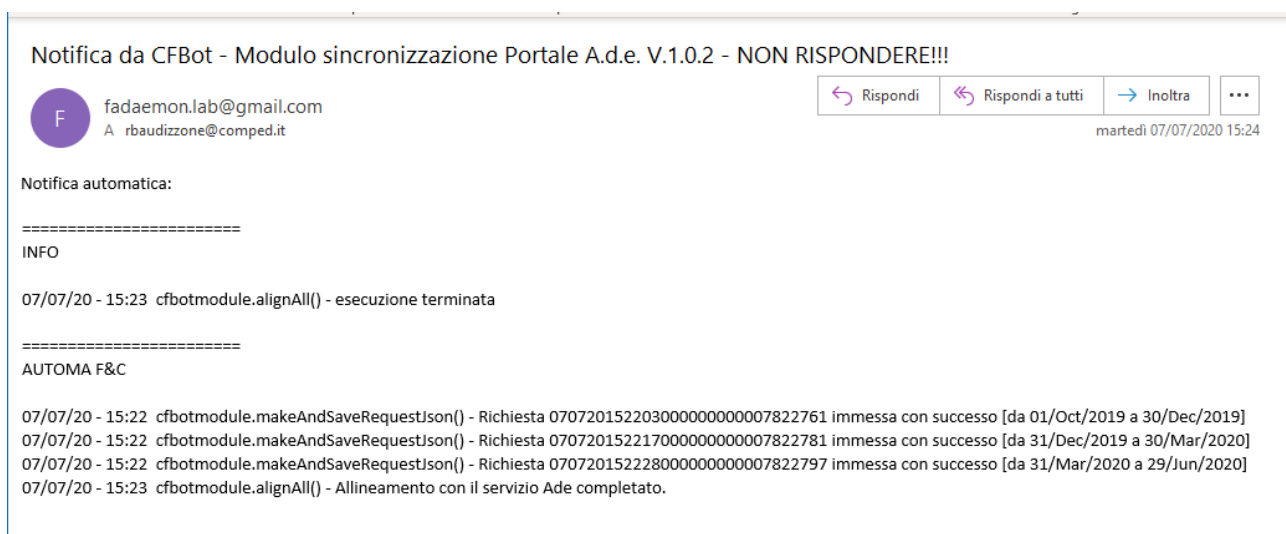 Notifica da CFBot - Modulo sincronizzazione Portale A.d.e. V.1.0.2 - NON RISPONDERE!!!
F
fadaemon.lab@gmail.com
A rbaudizzone@comped.it
Rispondi
Rispondi a tutti
Inoltra
martedì 07/07/2020 15:24
Notifica automatica:
========================
INFO
07/07/20 - 15:23 cfbotmodule.alignAll() - esecuzione terminata
========================
AUTOMA F&C
07/07/20 - 15:22 cfbotmodule.makeAndSaveRequestJson() - Richiesta 0707201522030000000000007822761 immessa con successo [da 01/Oct/2019 a 30/Dec/2019]
07/07/20 - 15:22 cfbotmodule.makeAndSaveRequestJson() - Richiesta 0707201522170000000000007822781 immessa con successo [da 31/Dec/2019 a 30/Mar/2020]
07/07/20 - 15:22 cfbotmodule.makeAndSaveRequestJson() - Richiesta 0707201522280000000000007822797 immessa con successo [da 31/Mar/2020 a 29/Jun/2020]
07/07/20 - 15:23 cfbotmodule.alignAll() - Allineamento con il servizio Ade completato.